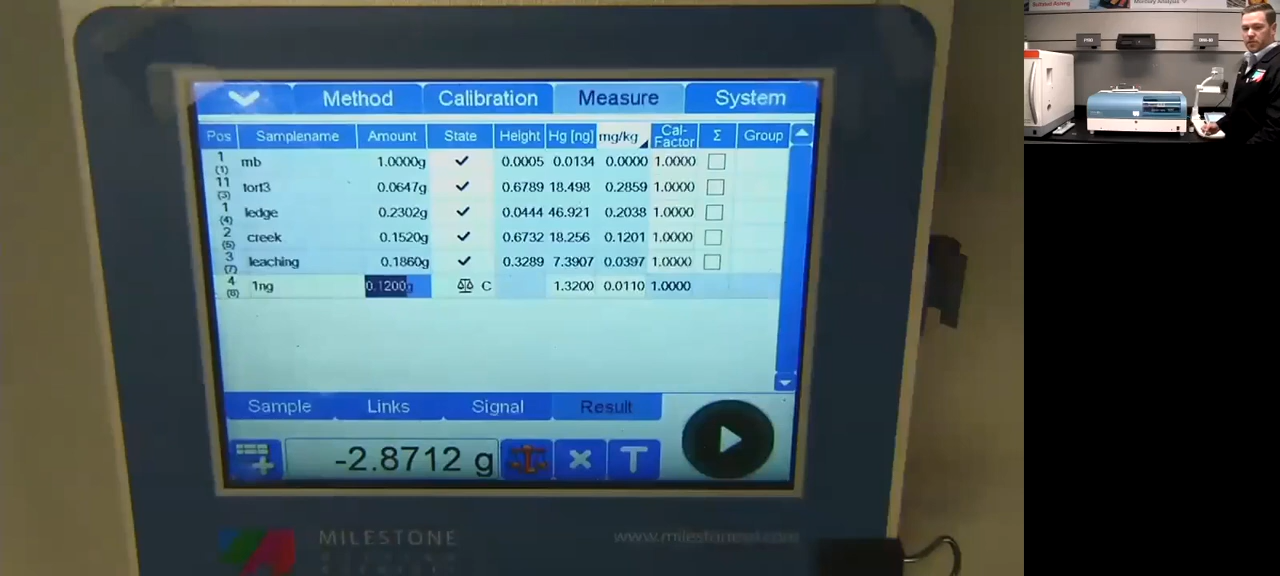 Method Calibration Measure System
Pos Samplename Amount State Height Hg [ng] mg/kg Cal-Factor Σ Group
1 (1) mb 1.0000g ✓ 0.0005 0.0134 0.0000 1.0000
11 (3) tort3 0.0647g ✓ 0.6789 18.498 0.2859 1.0000
1 (4) ledge 0.2302g ✓ 0.0444 46.921 0.2038 1.0000
2 (5) creek 0.1520g ✓ 0.6732 18.256 0.1201 1.0000
3 (7) leaching 0.1860g ✓ 0.3289 7.3907 0.0397 1.0000
4 (8) 1ng 0.1200g C 1.3200 0.0110 1.0000
Sample Links Signal Result
-2.8712 g T
MILESTONE